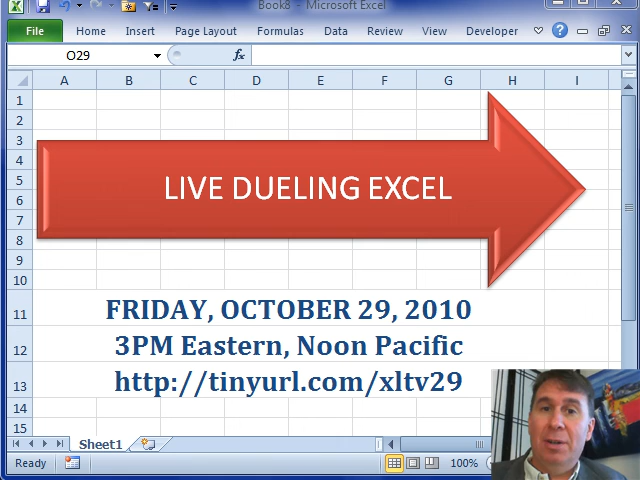 Book8 - Microsoft Excel
File Home Insert Page Layout Formulas Data Review View Developer
O29 fx
A B C D E F G H I
1
2
3
4
5
6
7
8
9
10
11
12
13
14
15
LIVE DUELING EXCEL
FRIDAY, OCTOBER 29, 2010
3PM Eastern, Noon Pacific
http://tinyurl.com/xltv29
Sheet1
Ready 100%